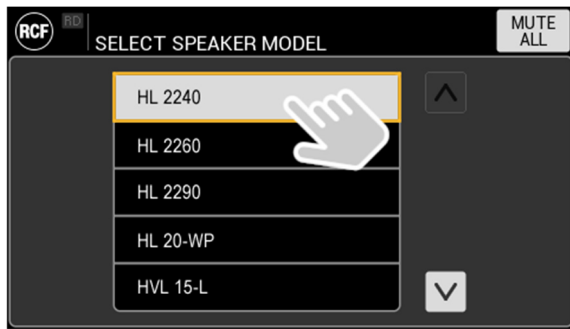 RCF
RD
SELECT SPEAKER MODEL
MUTE
ALL
HL 2240
HL 2260
HL 2290
HL 20-WP
HVL 15-L